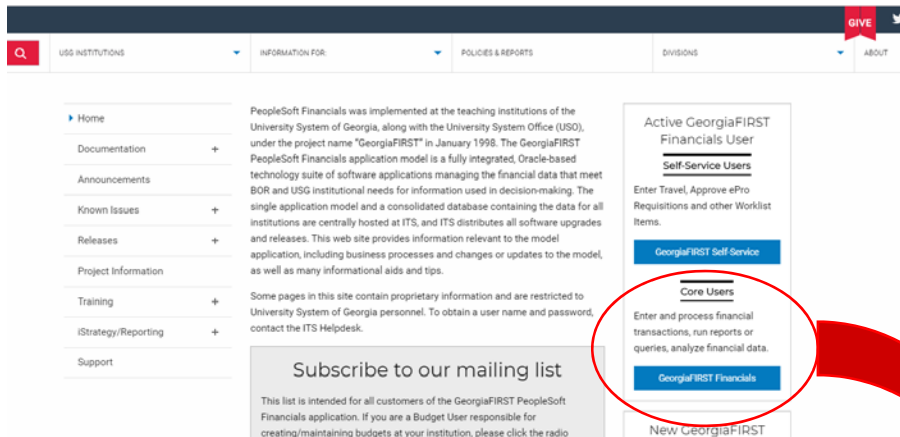 GIVE
USG INSTITUTIONS
INFORMATION FOR:
POLICIES & REPORTS
DIVISIONS
ABOUT
Home
Documentation +
Announcements
Known Issues +
Releases +
Project Information
Training +
iStrategy/Reporting +
Support
PeopleSoft Financials was implemented at the teaching institutions of the
University System of Georgia, along with the University System Office (USO),
under the project name "GeorgiaFIRST" in January 1998. The GeorgiaFIRST
PeopleSoft Financials application model is a fully integrated, Oracle-based
technology suite of software applications managing the financial data that meet
BOR and USG institutional needs for information used in decision-making. The
single application model and a consolidated database containing the data for all
institutions are centrally hosted at ITS, and ITS distributes all software upgrades
and releases. This web site provides information relevant to the model
application, including business processes and changes or updates to the model,
as well as many informational aids and tips.
Some pages in this site contain proprietary information and are restricted to
University System of Georgia personnel. To obtain a user name and password,
contact the ITS Helpdesk.
Subscribe to our mailing list
This list is intended for all customers of the GeorgiaFIRST PeopleSoft
Financials application. If you are a Budget User responsible for
creating/maintaining budgets at your institution, please click the radio
Active GeorgiaFIRST
Financials User
Self-Service Users
Enter Travel, Approve ePro
Requisitions and other Worklist
Items.
GeorgiaFIRST Self-Service
Core Users
Enter and process financial
transactions, run reports or
queries, analyze financial data.
GeorgiaFIRST Financials
New GeorgiaFIRST